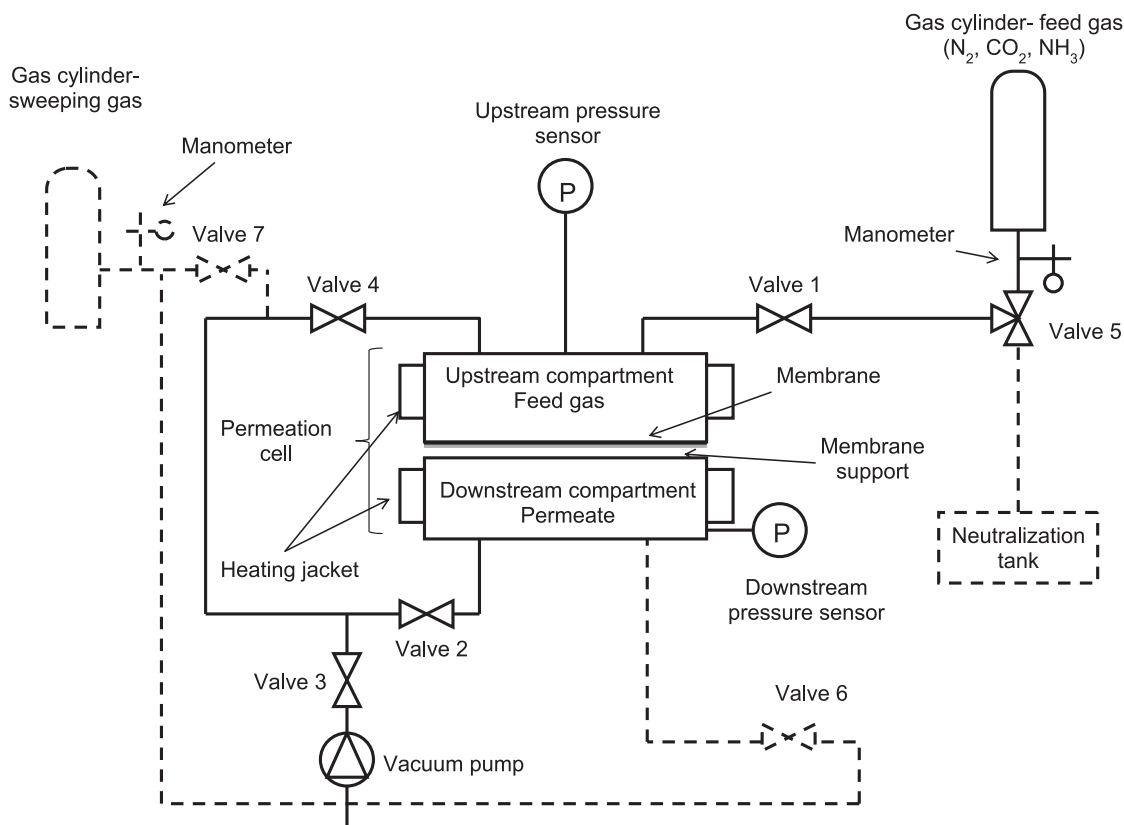 Gas cylinder- feed gas
(N₂, CO₂, NH₃)
Gas cylinder-
sweeping gas
Upstream pressure
sensor
Manometer
P
Valve 7
Manometer
Valve 4
Valve 1
Valve 5
Upstream compartment
Feed gas
Membrane
Permeation
cell
Membrane
support
Downstream compartment
Permeate
P
Neutralization
tank
Heating jacket
Downstream
pressure sensor
Valve 2
Valve 3
Valve 6
Vacuum pump